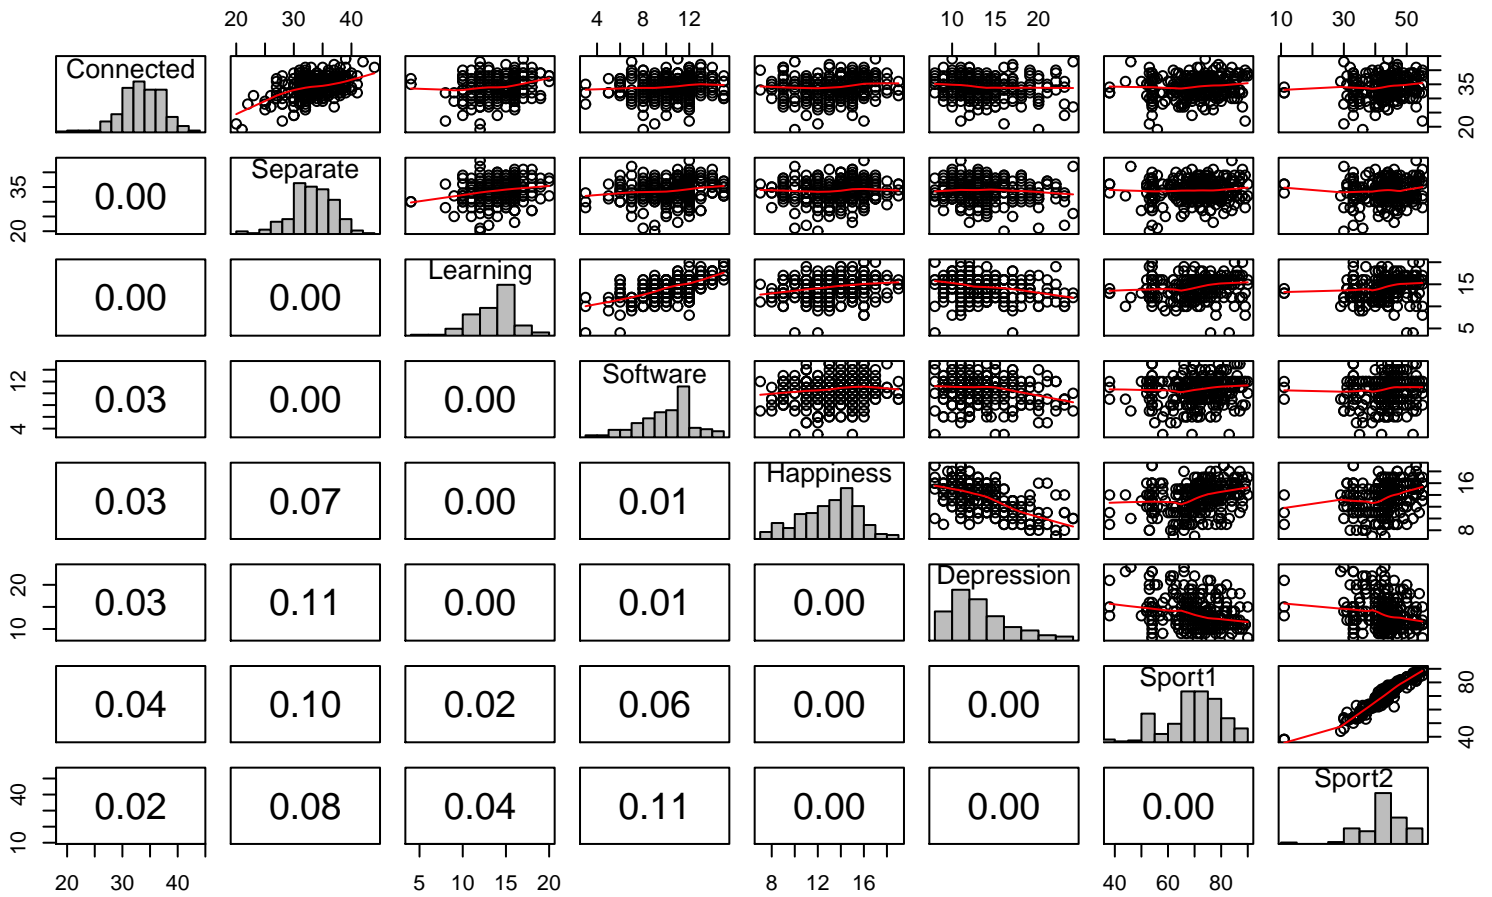 20 30 40 4 8 12 10 15 20 10 30 50
Connected 20 35
20 35 0.00 Separate
0.00 0.00 Learning 5 15
4 12 0.03 0.00 0.00 Software
0.03 0.07 0.00 0.01 Happiness 8 16
10 20 0.03 0.11 0.00 0.01 0.00 Depression
0.04 0.10 0.02 0.06 0.00 0.00 Sport1 40 80
10 40 0.02 0.08 0.04 0.11 0.00 0.00 0.00 Sport2
20 30 40 5 10 15 20 8 12 16 40 60 80